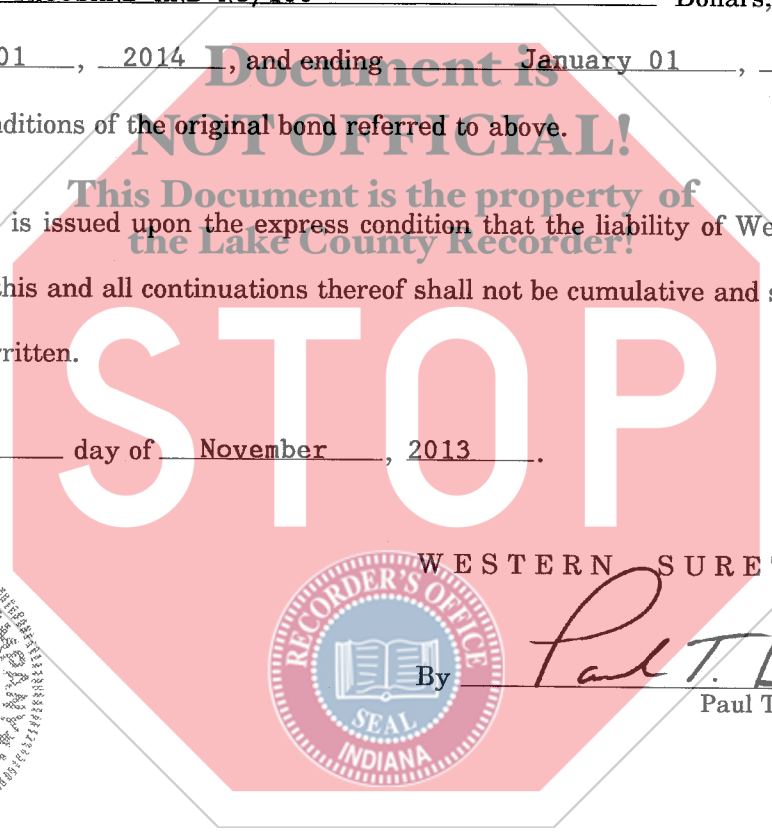 Dollars,
01 , 2014 , and ending January 01 ,
Document is
nditions of the original bond referred to above.
NOT OFFICIAL!
This Document is the property of
is issued upon the express condition that the liability of We
the Lake County Recorder!
this and all continuations thereof shall not be cumulative and s
ritten.
STOP
day of November , 2013 .
WESTERN SURE
RECORDER'S OFFICE
SEAL
INDIANA
By Paul T.
Paul T